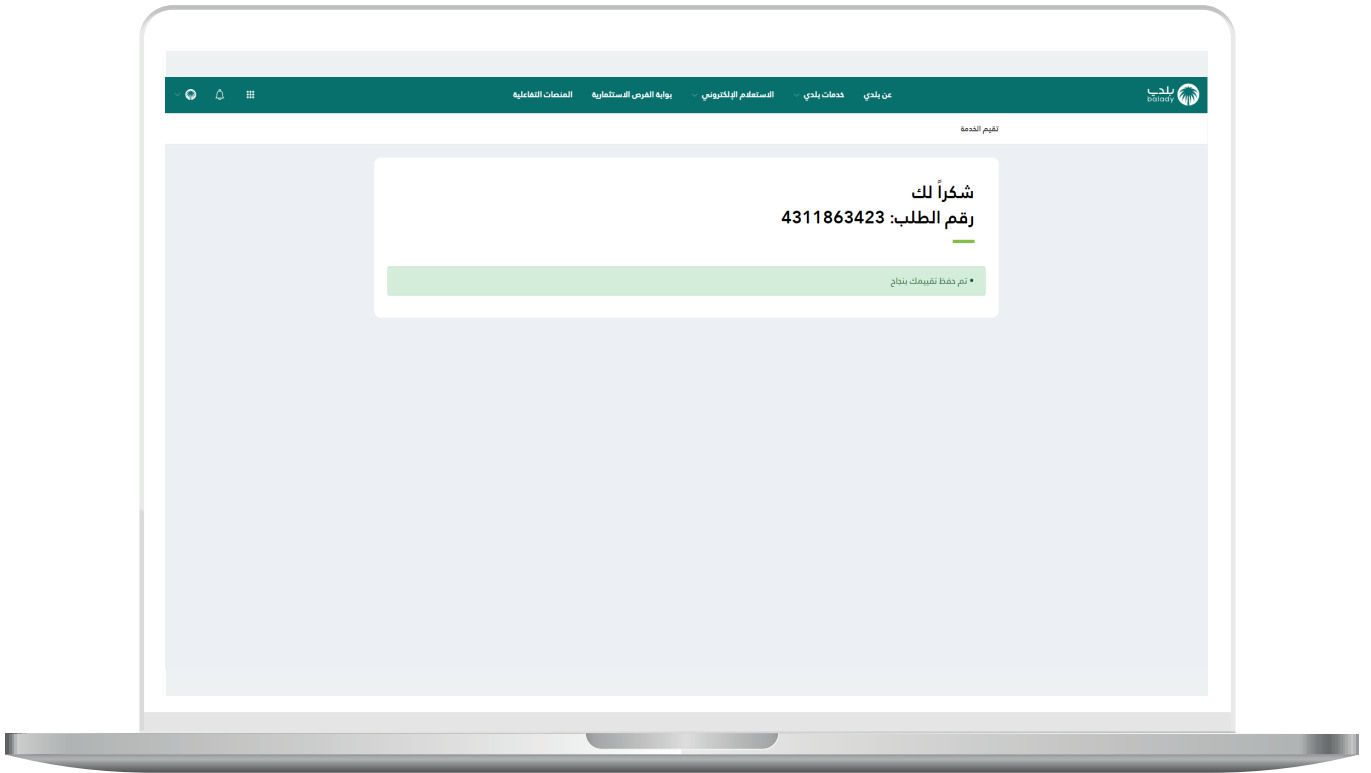 بلدي
balady
عن بلدي
خدمات بلدي
الاستعلام الإلكتروني
بوابة الفرص الاستثمارية
المنصات التفاعلية
تقيم الخدمة
شكراً لك
رقم الطلب: 4311863423
• تم حفظ تقييمك بنجاح